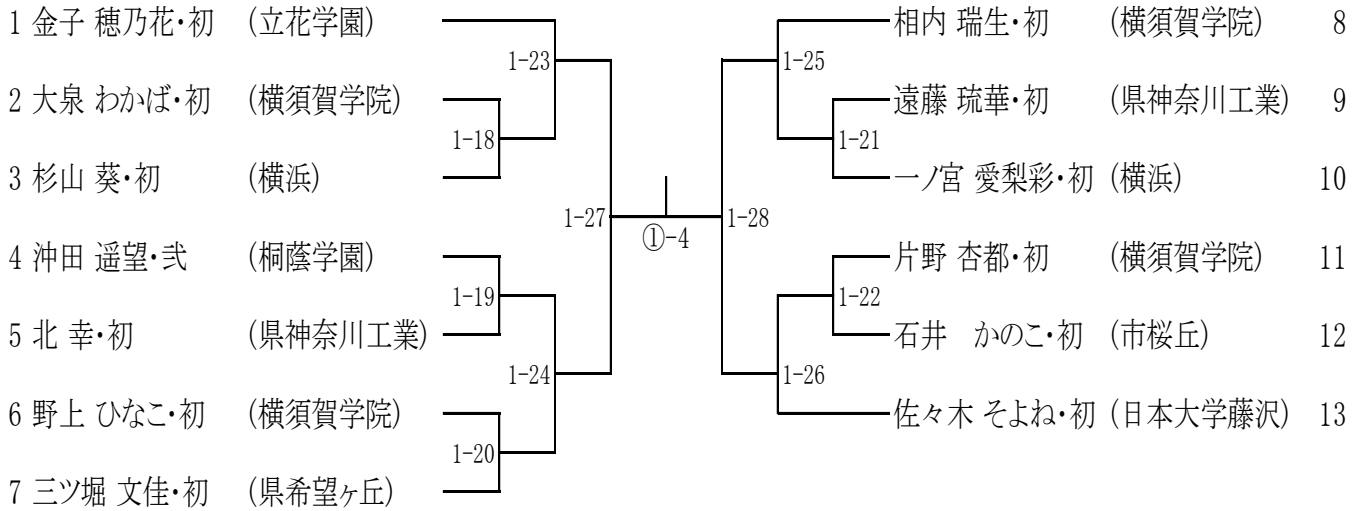 1 金子 穂乃花・初 (立花学園)
1-23
2 大泉 わかば・初 (横須賀学院)
1-18
3 杉山 葵・初 (横浜)
1-27
4 沖田 遥望・弐 (桐蔭学園)
1-19
5 北 幸・初 (県神奈川工業)
1-24
6 野上 ひなこ・初 (横須賀学院)
1-20
7 三ツ堀 文佳・初 (県希望ヶ丘)
①-4
相内 瑞生・初 (横須賀学院) 8
1-25
遠藤 琉華・初 (県神奈川工業) 9
1-21
一ノ宮 愛梨彩・初 (横浜) 10
1-28
片野 杏都・初 (横須賀学院) 11
1-22
石井 かのこ・初 (市桜丘) 12
1-26
佐々木 そよね・初 (日本大学藤沢) 13